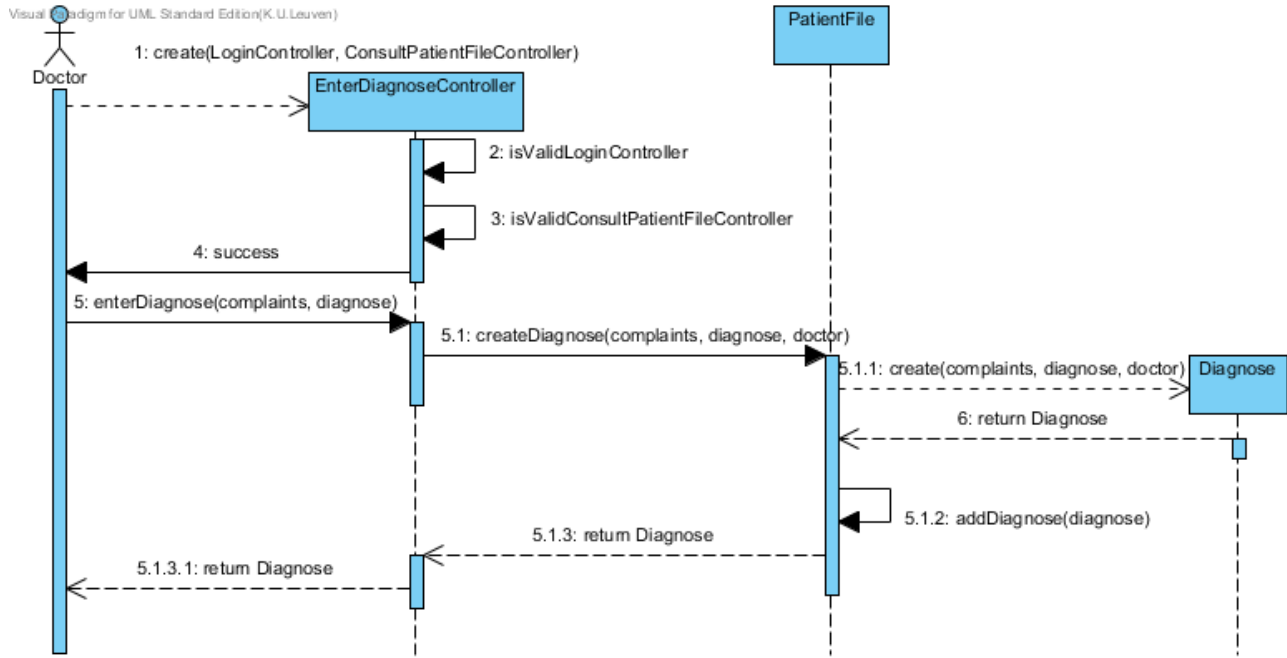 Visual Paradigm for UML Standard Edition(K.U.Leuven)
PatientFile
1: create(LoginController, ConsultPatientFileController)
Doctor
EnterDiagnoseController
2: isValidLoginController
3: isValidConsultPatientFileController
4: success
5: enterDiagnose(complaints, diagnose)
5.1: createDiagnose(complaints, diagnose, doctor)
5.1.1: create(complaints, diagnose, doctor)
Diagnose
6: return Diagnose
5.1.2: addDiagnose(diagnose)
5.1.3: return Diagnose
5.1.3.1: return Diagnose